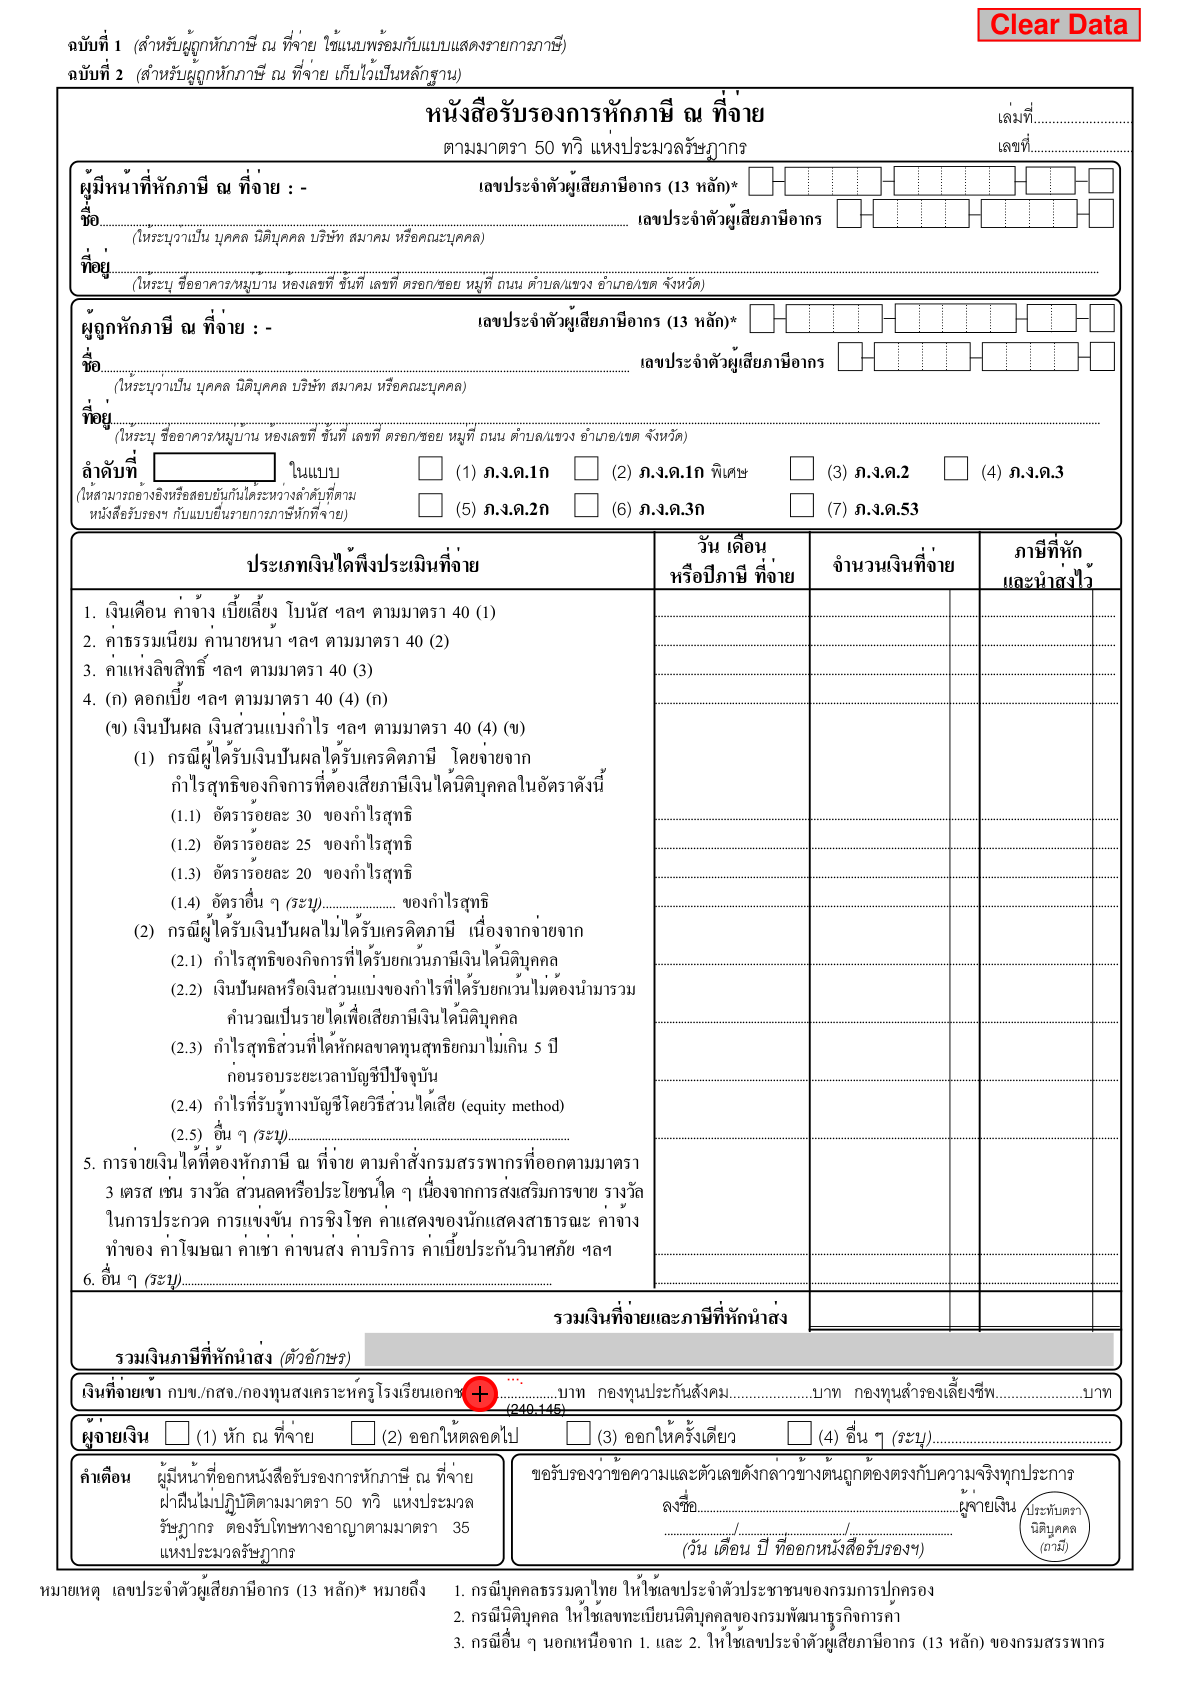 Clear Data
ฉบับที่ 1 (สำหรับผู้ถูกหักภาษี ณ ที่จ่าย ใช้แนบพร้อมกับแบบแสดงรายการภาษี)
ฉบับที่ 2 (สำหรับผู้ถูกหักภาษี ณ ที่จ่าย เก็บไว้เป็นหลักฐาน)
หนังสือรับรองการหักภาษี ณ ที่จ่าย
เล่มที่..........................
ตามมาตรา 50 ทวิ แห่งประมวลรัษฎากร
เลขที่............................
ผู้มีหน้าที่หักภาษี ณ ที่จ่าย : - เลขประจำตัวผู้เสียภาษีอากร (13 หลัก)*
ชื่อ.......................... เลขประจำตัวผู้เสียภาษีอากร
(ให้ระบุว่าเป็น บุคคล นิติบุคคล บริษัท สมาคม หรือคณะบุคคล)
ที่อยู่..........................
(ให้ระบุ ชื่ออาคาร/หมู่บ้าน ห้องเลขที่ ชั้นที่ เลขที่ ตรอก/ซอย หมู่ที่ ถนน ตำบล/แขวง อำเภอ/เขต จังหวัด)
ผู้ถูกหักภาษี ณ ที่จ่าย : - เลขประจำตัวผู้เสียภาษีอากร (13 หลัก)*
ชื่อ.......................... เลขประจำตัวผู้เสียภาษีอากร
(ให้ระบุว่าเป็น บุคคล นิติบุคคล บริษัท สมาคม หรือคณะบุคคล)
ที่อยู่..........................
(ให้ระบุ ชื่ออาคาร/หมู่บ้าน ห้องเลขที่ ชั้นที่ เลขที่ ตรอก/ซอย หมู่ที่ ถนน ตำบล/แขวง อำเภอ/เขต จังหวัด)
ลำดับที่ ในแบบ (1) ภ.ง.ด.1ก (2) ภ.ง.ด.1ก พิเศษ (3) ภ.ง.ด.2 (4) ภ.ง.ด.3
(ให้สามารถอ้างอิงหรือสอบยันกันได้ระหว่างลำดับที่ตาม
หนังสือรับรองฯ กับแบบยื่นรายการภาษีหักที่จ่าย) (5) ภ.ง.ด.2ก (6) ภ.ง.ด.3ก (7) ภ.ง.ด.53
ประเภทเงินได้พึงประเมินที่จ่าย
วัน เดือน
หรือปีภาษี ที่จ่าย
จำนวนเงินที่จ่าย
ภาษีที่หัก
และนำส่งไว้
1. เงินเดือน ค่าจ้าง เบี้ยเลี้ยง โบนัส ฯลฯ ตามมาตรา 40 (1)
2. ค่าธรรมเนียม ค่านายหน้า ฯลฯ ตามมาตรา 40 (2)
3. ค่าแห่งลิขสิทธิ์ ฯลฯ ตามมาตรา 40 (3)
4. (ก) ดอกเบี้ย ฯลฯ ตามมาตรา 40 (4) (ก)
(ข) เงินปันผล เงินส่วนแบ่งกำไร ฯลฯ ตามมาตรา 40 (4) (ข)
(1) กรณีผู้ได้รับเงินปันผลได้รับเครดิตภาษี โดยจ่ายจาก
กำไรสุทธิของกิจการที่ต้องเสียภาษีเงินได้นิติบุคคลในอัตราดังนี้
(1.1) อัตราร้อยละ 30 ของกำไรสุทธิ
(1.2) อัตราร้อยละ 25 ของกำไรสุทธิ
(1.3) อัตราร้อยละ 20 ของกำไรสุทธิ
(1.4) อัตราอื่น ๆ (ระบุ)...................... ของกำไรสุทธิ
(2) กรณีผู้ได้รับเงินปันผลไม่ได้รับเครดิตภาษี เนื่องจากจ่ายจาก
(2.1) กำไรสุทธิของกิจการที่ได้รับยกเว้นภาษีเงินได้นิติบุคคล
(2.2) เงินปันผลหรือเงินส่วนแบ่งของกำไรที่ได้รับยกเว้นไม่ต้องนำมารวม
คำนวณเป็นรายได้เพื่อเสียภาษีเงินได้นิติบุคคล
(2.3) กำไรสุทธิส่วนที่ได้หักผลขาดทุนสุทธิยกมาไม่เกิน 5 ปี
ก่อนรอบระยะเวลาบัญชีปีปัจจุบัน
(2.4) กำไรที่รับรู้ทางบัญชีโดยวิธีส่วนได้เสีย (equity method)
(2.5) อื่น ๆ (ระบุ)..........................
5. การจ่ายเงินได้ที่ต้องหักภาษี ณ ที่จ่าย ตามคำสั่งกรมสรรพากรที่ออกตามมาตรา
3 เตรส เช่น รางวัล ส่วนลดหรือประโยชน์ใด ๆ เนื่องจากการส่งเสริมการขาย รางวัล
ในการประกวด การแข่งขัน การชิงโชค ค่าแสดงของนักแสดงสาธารณะ ค่าจ้าง
ทำของ ค่าโฆษณา ค่าเช่า ค่าขนส่ง ค่าบริการ ค่าเบี้ยประกันวินาศภัย ฯลฯ
6. อื่น ๆ (ระบุ)..........................
รวมเงินที่จ่ายและภาษีที่หักนำส่ง
รวมเงินภาษีที่หักนำส่ง (ตัวอักษร)
เงินที่จ่ายเข้า กบข./กสจ./กองทุนสงเคราะห์ครูโรงเรียนเอกช..................บาท กองทุนประกันสังคม....................บาท กองทุนสำรองเลี้ยงชีพ.....................บาท
(240,145)
ผู้จ่ายเงิน (1) หัก ณ ที่จ่าย (2) ออกให้ตลอดไป (3) ออกให้ครั้งเดียว (4) อื่น ๆ (ระบุ)..........................
คำเตือน ผู้มีหน้าที่ออกหนังสือรับรองการหักภาษี ณ ที่จ่าย
ฝ่าฝืนไม่ปฏิบัติตามมาตรา 50 ทวิ แห่งประมวล
รัษฎากร ต้องรับโทษทางอาญาตามมาตรา 35
แห่งประมวลรัษฎากร
ขอรับรองว่าข้อความและตัวเลขดังกล่าวข้างต้นถูกต้องตรงกับความจริงทุกประการ
ลงชื่อ..........................ผู้จ่ายเงิน
................../........................../..........................
(วัน เดือน ปี ที่ออกหนังสือรับรองฯ)
ประทับตรา
นิติบุคคล
(ถ้ามี)
หมายเหตุ เลขประจำตัวผู้เสียภาษีอากร (13 หลัก)* หมายถึง 1. กรณีบุคคลธรรมดาไทย ให้ใช้เลขประจำตัวประชาชนของกรมการปกครอง
2. กรณีนิติบุคคล ให้ใช้เลขทะเบียนนิติบุคคลของกรมพัฒนาธุรกิจการค้า
3. กรณีอื่น ๆ นอกเหนือจาก 1. และ 2. ให้ใช้เลขประจำตัวผู้เสียภาษีอากร (13 หลัก) ของกรมสรรพากร